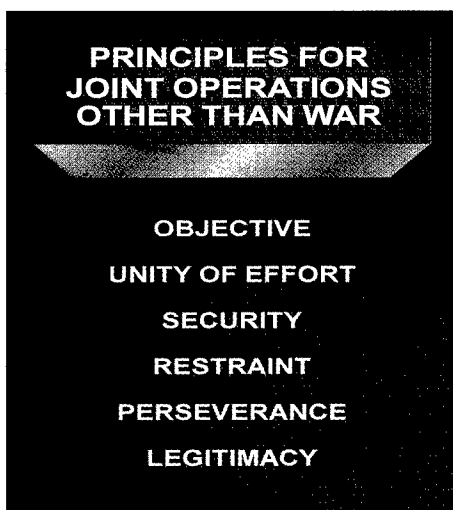 PRINCIPLES FOR
JOINT OPERATIONS
OTHER THAN WAR
OBJECTIVE
UNITY OF EFFORT
SECURITY
RESTRAINT
PERSEVERANCE
LEGITIMACY